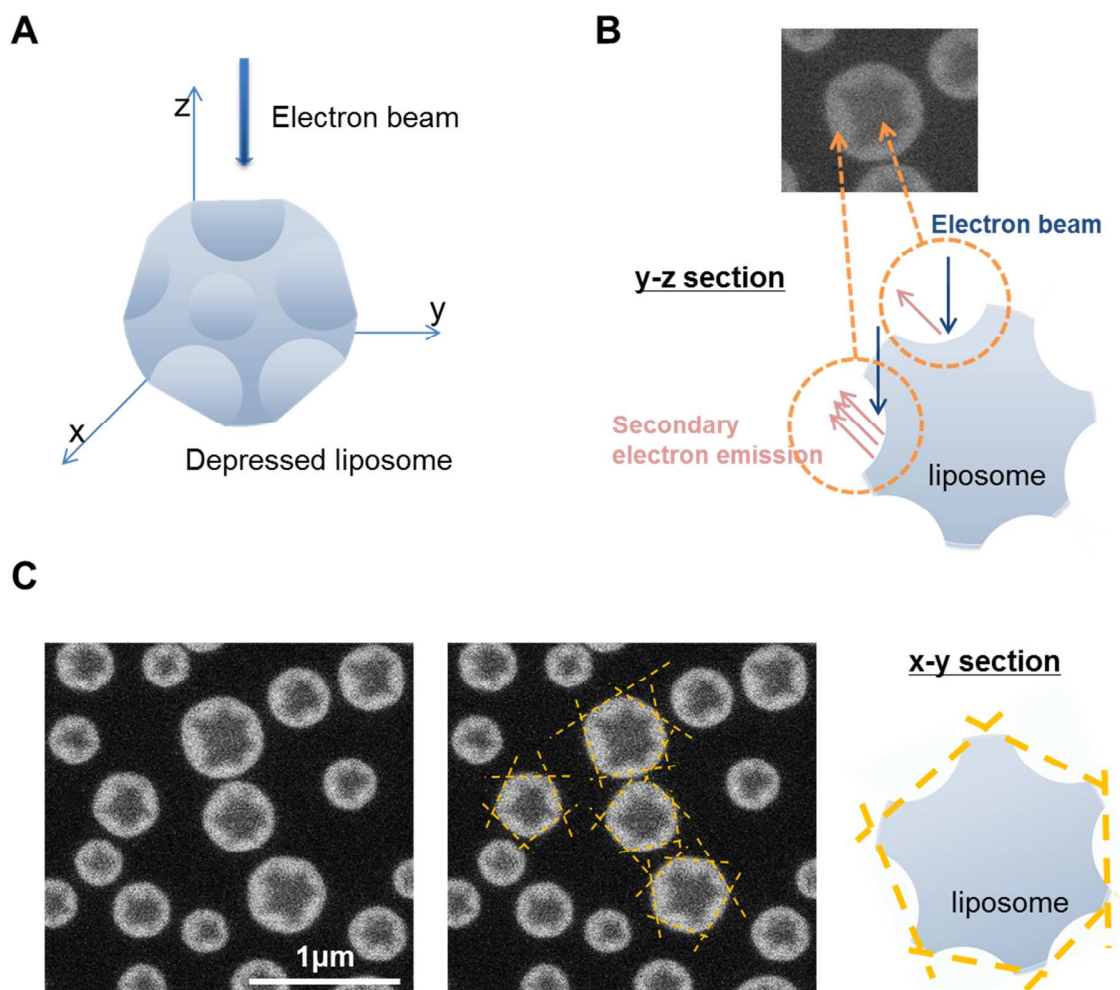 A
z
Electron beam
y
x
Depressed liposome
B
Electron beam
y-z section
Secondary
electron emission
liposome
C
1μm
x-y section
liposome